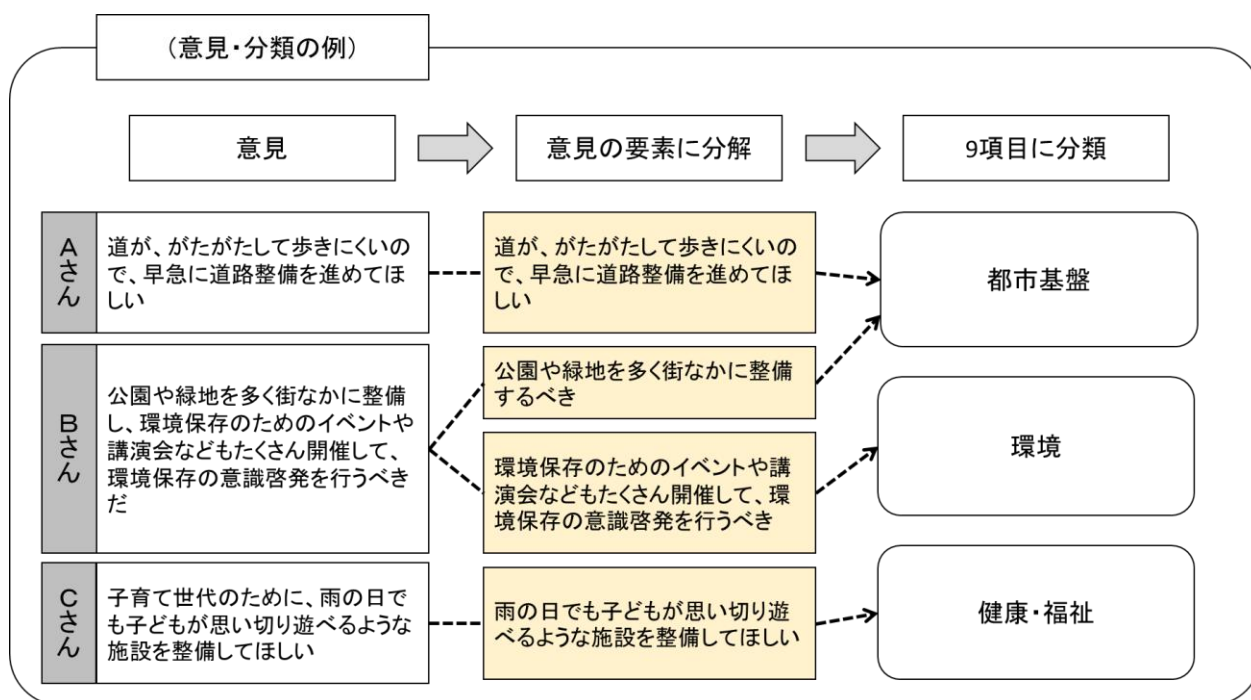 (意見・分類の例)
意見
意見の要素に分解
9項目に分類
Aさん
道が、がたがたして歩きにくいの
で、早急に道路整備を進めてほ
しい
道が、がたがたして歩きにくいの
で、早急に道路整備を進めてほ
しい
都市基盤
Bさん
公園や緑地を多く街なかに整備
し、環境保存のためのイベントや
講演会などもたくさん開催して、
環境保存の意識啓発を行うべき
だ
公園や緑地を多く街なかに整備
するべき
環境保存のためのイベントや講
演会などもたくさん開催して、環
境保存の意識啓発を行うべき
環境
Cさん
子育て世代のために、雨の日で
も子どもが思い切り遊べるような
施設を整備してほしい
雨の日でも子どもが思い切り遊
べるような施設を整備してほしい
健康・福祉